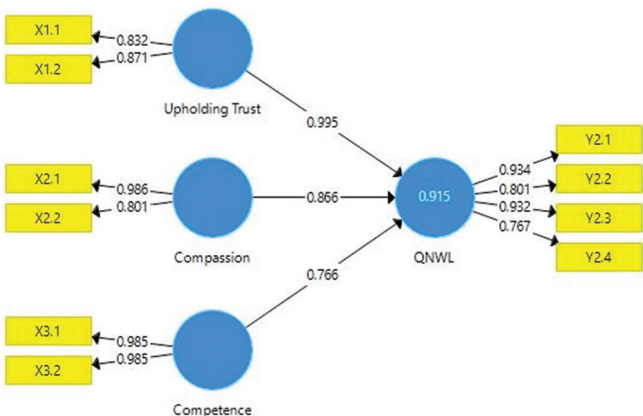 X1.1
0.832
X1.2
0.871
Upholding Trust
0.995
X2.1
0.986
X2.2
0.801
Compassion
0.866
X3.1
0.985
X3.2
0.985
Competence
0.766
0.915
QNWL
0.934
Y2.1
0.801
Y2.2
0.932
Y2.3
0.767
Y2.4